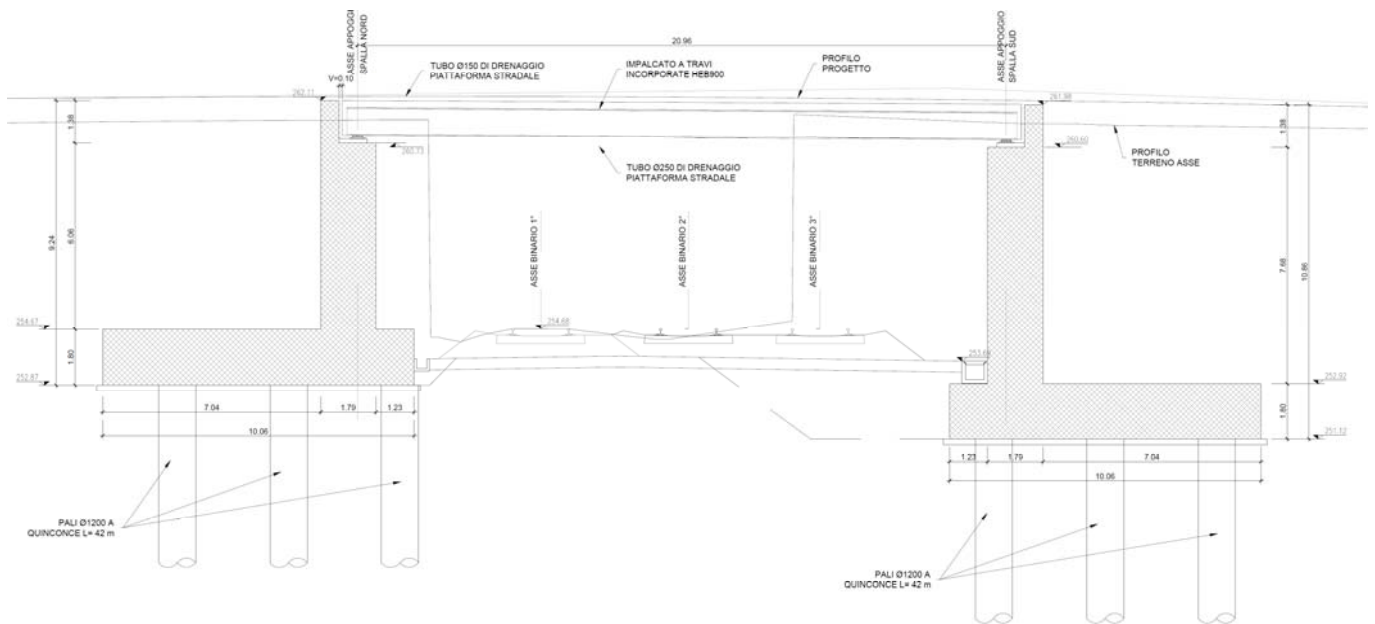 ASSE APPOGGI
SPALLA NORD
20.96
ASSE APPOGGIO
SPALLA SUD
TUBO Ø150 DI DRENAGGIO
PIATTAFORMA STRADALE
IMPALCATO A TRAVI
INCORPORATE HEB900
PROFILO
PROGETTO
V=0.10
262.11
261.98
1.38
1.38
260.73
260.60
TUBO Ø250 DI DRENAGGIO
PIATTAFORMA STRADALE
PROFILO
TERRENO ASSE
9.24
6.06
ASSE BINARIO 1°
ASSE BINARIO 2°
ASSE BINARIO 3°
7.68
10.86
254.67
254.68
1.80
252.87
252.92
1.80
251.12
7.04
1.79
1.23
10.06
1.23
1.79
7.04
10.06
PALI Ø1200 A
QUINCONCE L= 42 m
PALI Ø1200 A
QUINCONCE L= 42 m